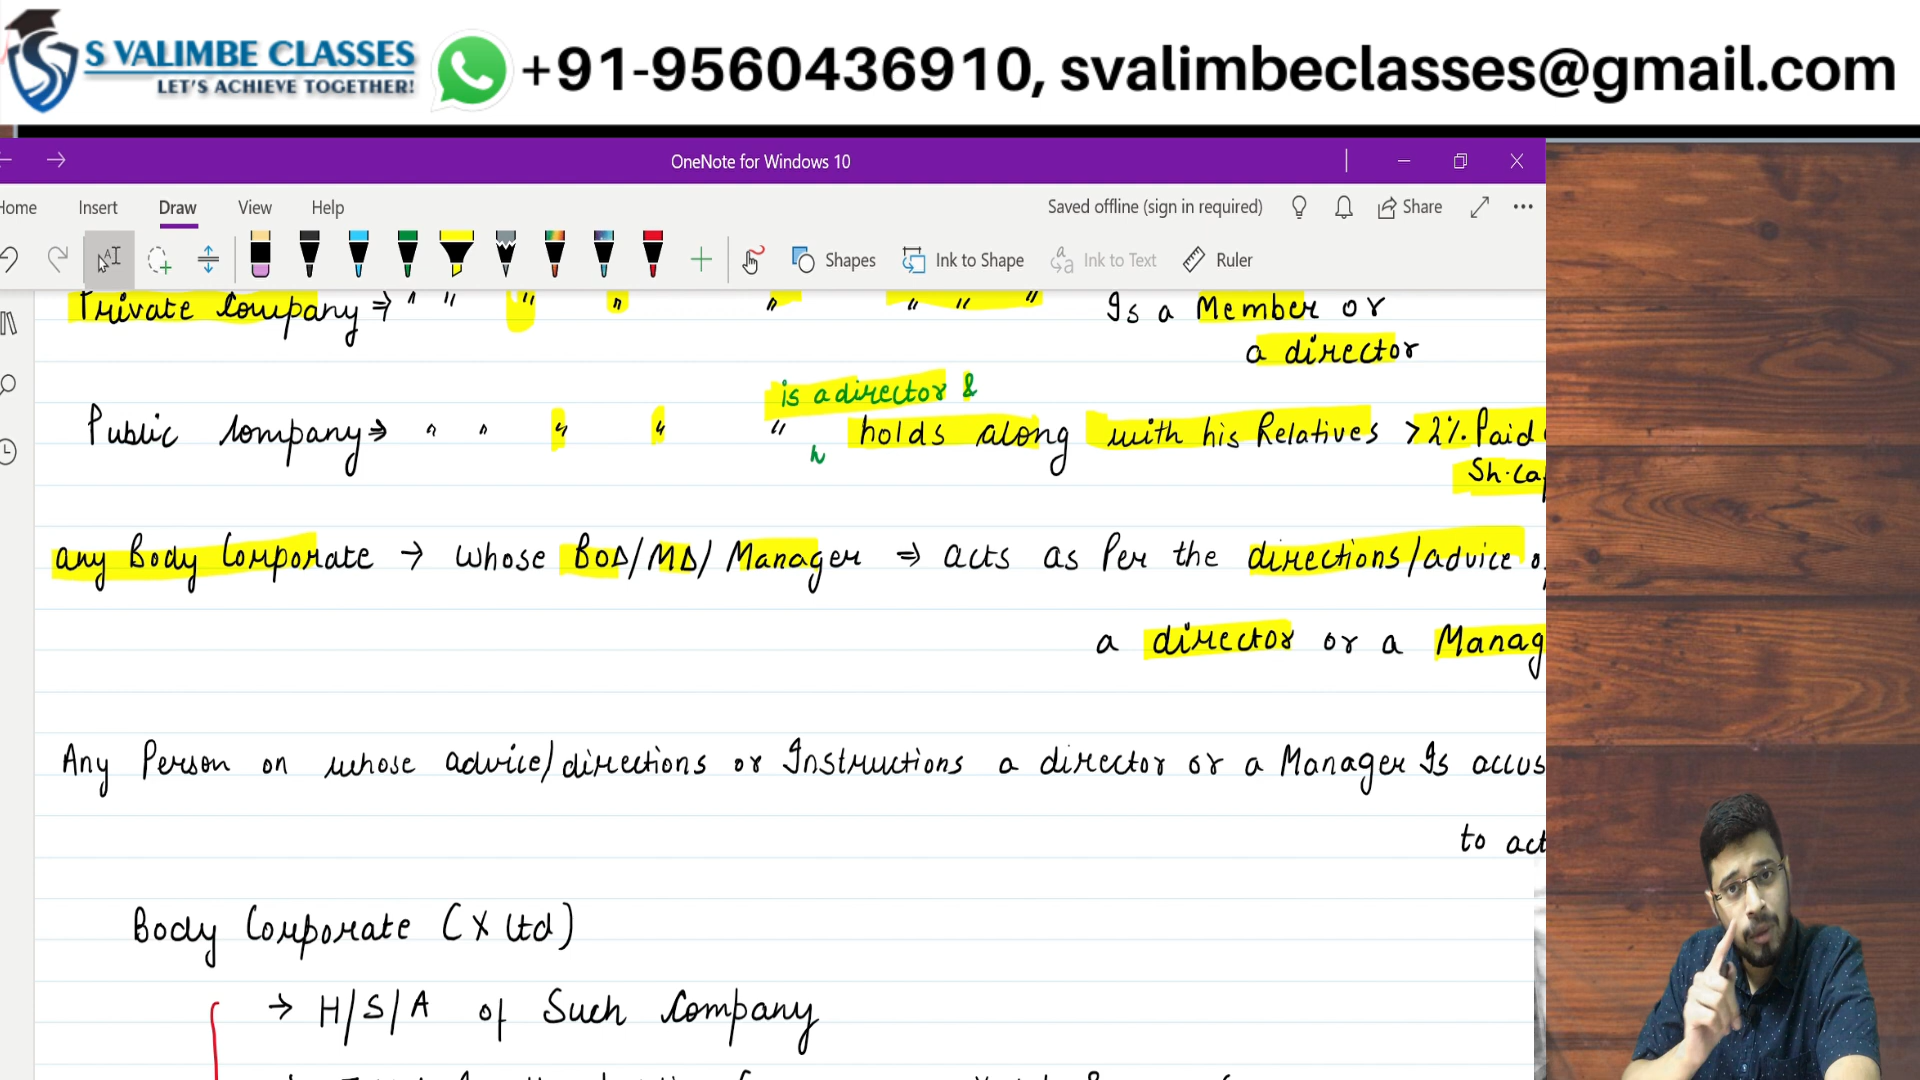 S VALIMBE CLASSES
LET'S ACHIEVE TOGETHER!
+91-9560436910, svalimbeclasses@gmail.com
OneNote for Windows 10
Home Insert Draw View Help
Saved offline (sign in required) Share
Shapes Ink to Shape Ink to Text Ruler
Private Company ⇒ " " " " " " " " Is a Member or
a director
is a director &
Public Company ⇒ " " " " " holds along with his Relatives > 2% Paid
h
Sh. Ca
any Body Corporate → whose BOD/MD/Manager ⇒ acts as Per the directions/advice o
a director or a Manag
Any Person on whose advice/directions or Instructions a director or a Manager Is accus
to act
Body Corporate (X Ltd)
→ H/S/A of Such Company